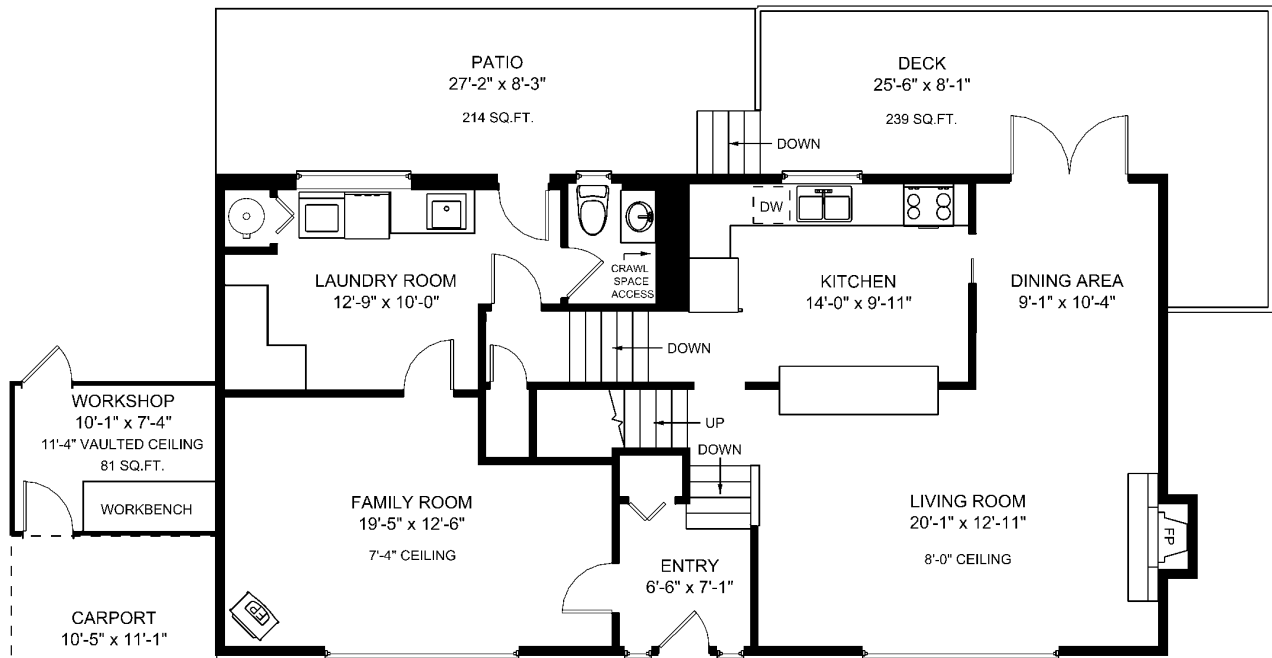 PATIO
27'-2" x 8'-3"
214 SQ.FT.
DECK
25'-6" x 8'-1"
239 SQ.FT.
DOWN
DW
CRAWL
SPACE
ACCESS
LAUNDRY ROOM
12'-9" x 10'-0"
KITCHEN
14'-0" x 9'-11"
DINING AREA
9'-1" x 10'-4"
DOWN
WORKSHOP
10'-1" x 7'-4"
11'-4" VAULTED CEILING
81 SQ.FT.
WORKBENCH
UP
DOWN
FAMILY ROOM
19'-5" x 12'-6"
7'-4" CEILING
LIVING ROOM
20'-1" x 12'-11"
8'-0" CEILING
FP
ENTRY
6'-6" x 7'-1"
FP
CARPORT
10'-5" x 11'-1"